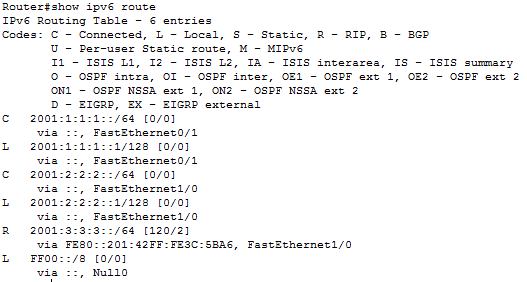 Router#show ipv6 route
IPv6 Routing Table - 6 entries
Codes: C - Connected, L - Local, S - Static, R - RIP, B - BGP
       U - Per-user Static route, M - MIPv6
       I1 - ISIS L1, I2 - ISIS L2, IA - ISIS interarea, IS - ISIS summary
       O - OSPF intra, OI - OSPF inter, OE1 - OSPF ext 1, OE2 - OSPF ext 2
       ON1 - OSPF NSSA ext 1, ON2 - OSPF NSSA ext 2
       D - EIGRP, EX - EIGRP external
C   2001:1:1:1::/64 [0/0]
     via ::, FastEthernet0/1
L   2001:1:1:1::1/128 [0/0]
     via ::, FastEthernet0/1
C   2001:2:2:2::/64 [0/0]
     via ::, FastEthernet1/0
L   2001:2:2:2::1/128 [0/0]
     via ::, FastEthernet1/0
R   2001:3:3:3::/64 [120/2]
     via FE80::201:42FF:FE3C:5BA6, FastEthernet1/0
L   FF00::/8 [0/0]
     via ::, Null0